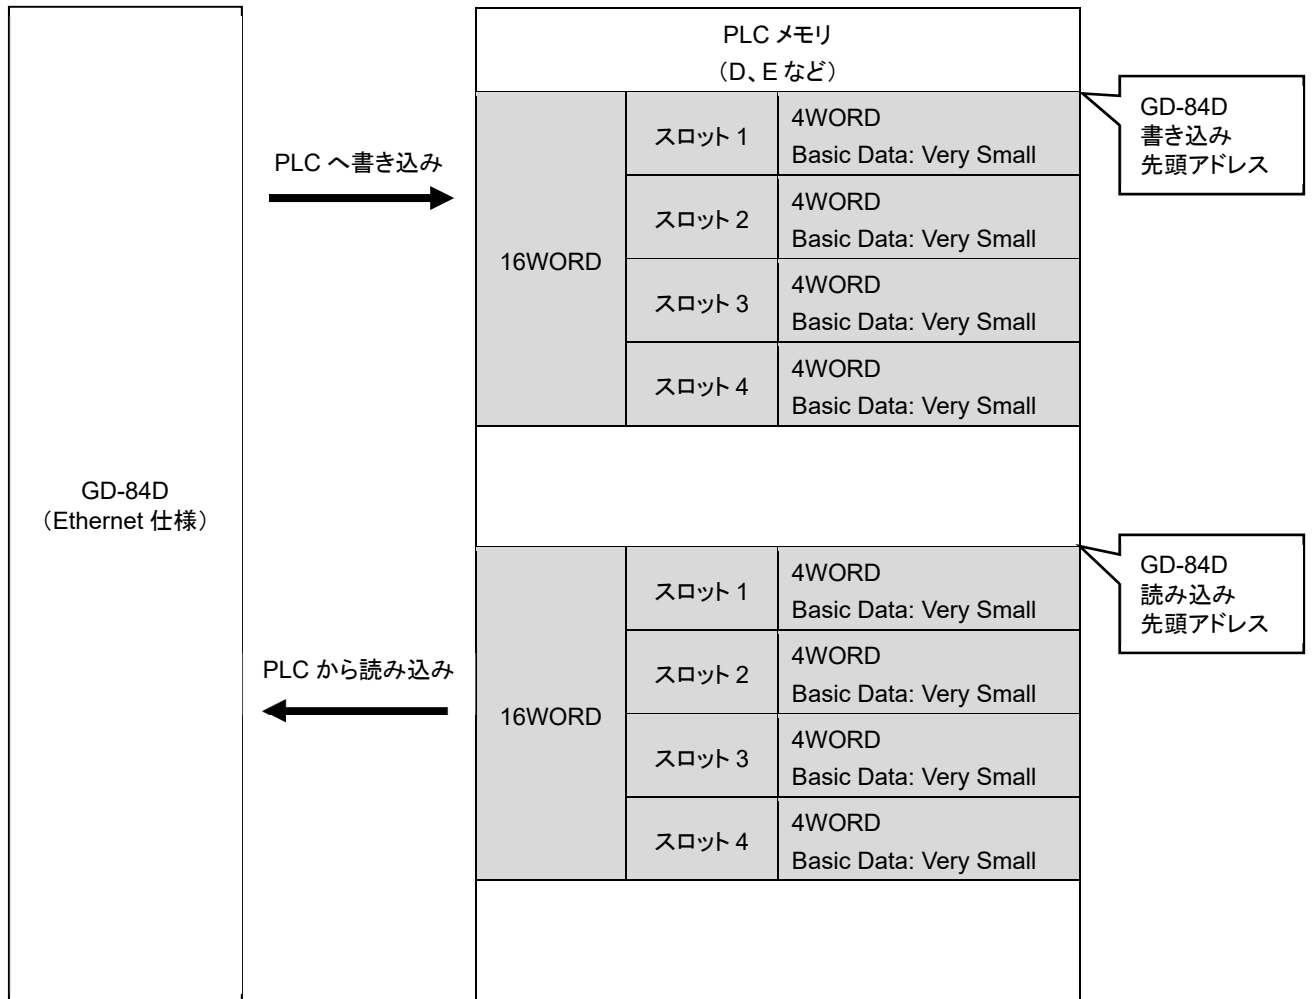 PLC メモリ
（D、E など）
GD-84D
書き込み
先頭アドレス
PLC へ書き込み
16WORD
スロット 1
4WORD
Basic Data: Very Small
スロット 2
4WORD
Basic Data: Very Small
スロット 3
4WORD
Basic Data: Very Small
スロット 4
4WORD
Basic Data: Very Small
GD-84D
（Ethernet 仕様）
GD-84D
読み込み
先頭アドレス
PLC から読み込み
16WORD
スロット 1
4WORD
Basic Data: Very Small
スロット 2
4WORD
Basic Data: Very Small
スロット 3
4WORD
Basic Data: Very Small
スロット 4
4WORD
Basic Data: Very Small